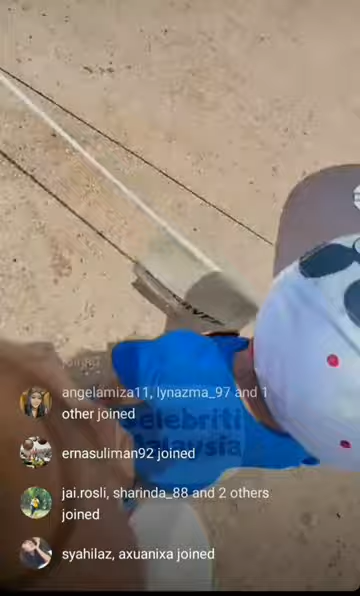 joined
angelamiza11, lynazma_97 and 1
other joined
Selebriti
Malaysia
ernasuliman92 joined
jai.rosli, sharinda_88 and 2 others
joined
syahilaz, axuanixa joined